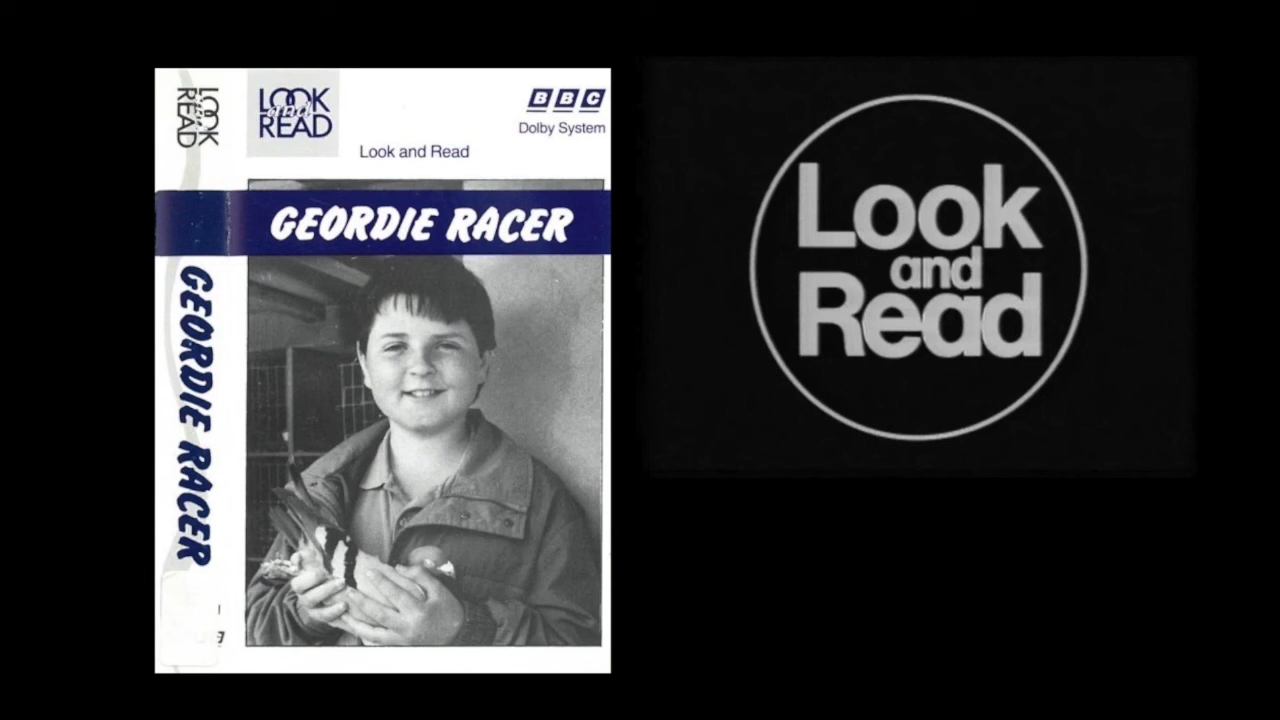 LOOK
and
READ
LOOK
and
READ
BBC
Dolby System
Look and Read
GEORDIE RACER
GEORDIE RACER
Look
and
Read